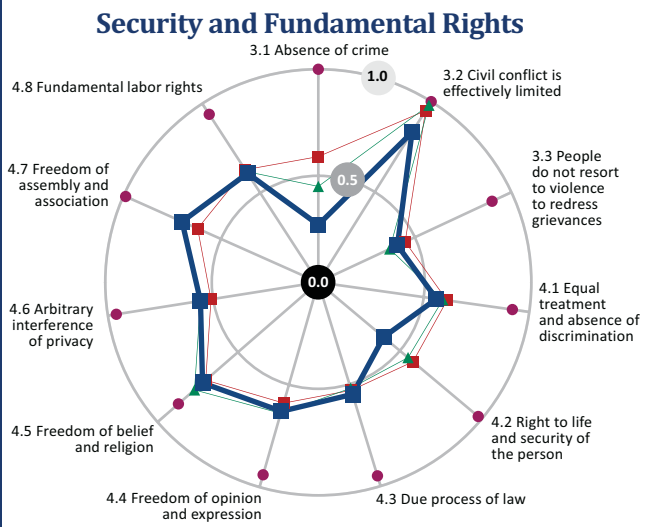 Security and Fundamental Rights
3.1 Absence of crime
1.0
3.2 Civil conflict is
effectively limited
4.8 Fundamental labor rights
3.3 People
do not resort
to violence
to redress
grievances
0.5
4.7 Freedom of
assembly and
association
0.0
4.1 Equal
treatment
and absence of
discrimination
4.6 Arbitrary
interference
of privacy
4.2 Right to life
and security of
the person
4.5 Freedom of belief
and religion
4.3 Due process of law
4.4 Freedom of opinion
and expression